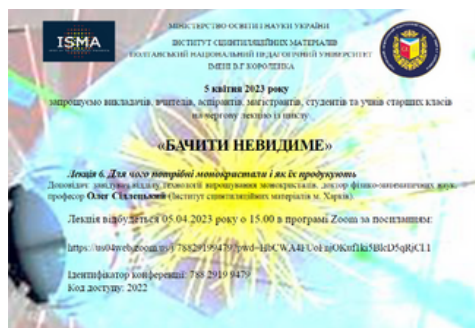 ISMA
МІНІСТЕРСТВО ОСВІТИ І НАУКИ УКРАЇНИ
ІНСТИТУТ СЦИНТИЛЯЦІЙНИХ МАТЕРІАЛІВ
ПОЛТАВСЬКИЙ НАЦІОНАЛЬНИЙ ПЕДАГОГІЧНИЙ УНІВЕРСИТЕТ
ІМЕНІ В.Г.КОРОЛЕНКА
5 квітня 2023 року
запрошуємо викладачів, вчителів, аспірантів, магістрантів, студентів та учнів старших класів
на чергову лекцію із циклу
«БАЧИТИ НЕВИДИМЕ»
Лекція 6. Для чого потрібні монокристали і як їх продукують
Доповідач: завідувач відділу технології вирощування монокристалів, доктор фізико-математичних наук,
професор Олег Сідлецький (Інститут сцинтиляційних матеріалів м. Харків).
Лекція відбудеться 05.04.2023 року о 15.00 в програмі Zoom за посиланням:
Ідентифікатор конференції: 788 2919 9479
Код доступу: 2022